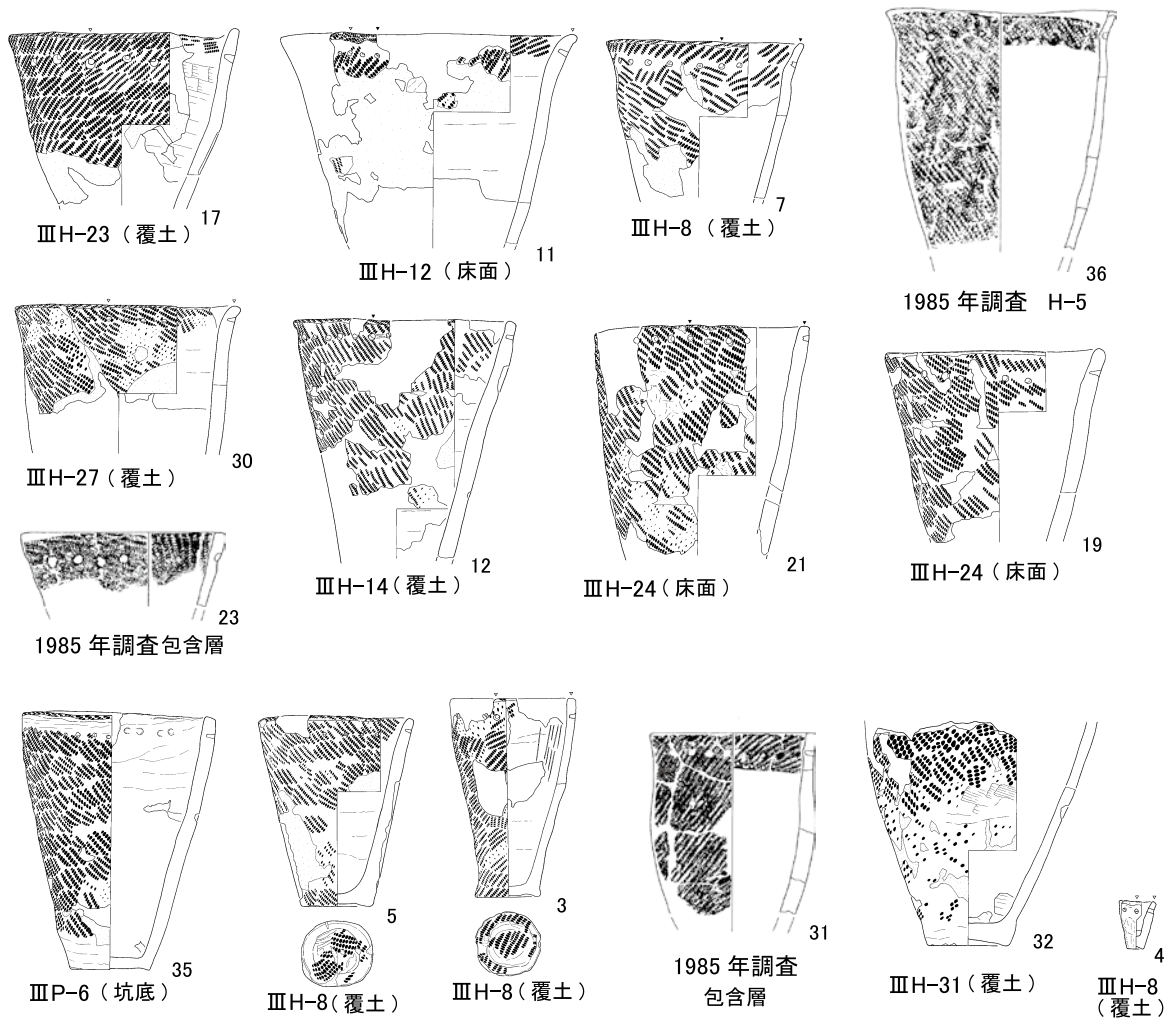 17
ⅢH-23（覆土）
11
ⅢH-12（床面）
7
ⅢH-8（覆土）
36
1985年調査 H-5
30
ⅢH-27（覆土）
12
ⅢH-14（覆土）
21
ⅢH-24（床面）
19
ⅢH-24（床面）
23
1985年調査包含層
35
ⅢP-6（坑底）
5
ⅢH-8（覆土）
3
ⅢH-8（覆土）
31
1985年調査
包含層
32
ⅢH-31（覆土）
4
ⅢH-8
（覆土）